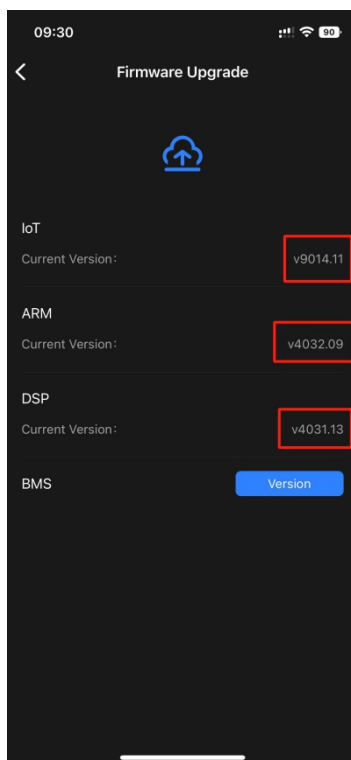 09:30
90
Firmware Upgrade
IoT
Current Version:
v9014.11
ARM
Current Version:
v4032.09
DSP
Current Version:
v4031.13
BMS
Version